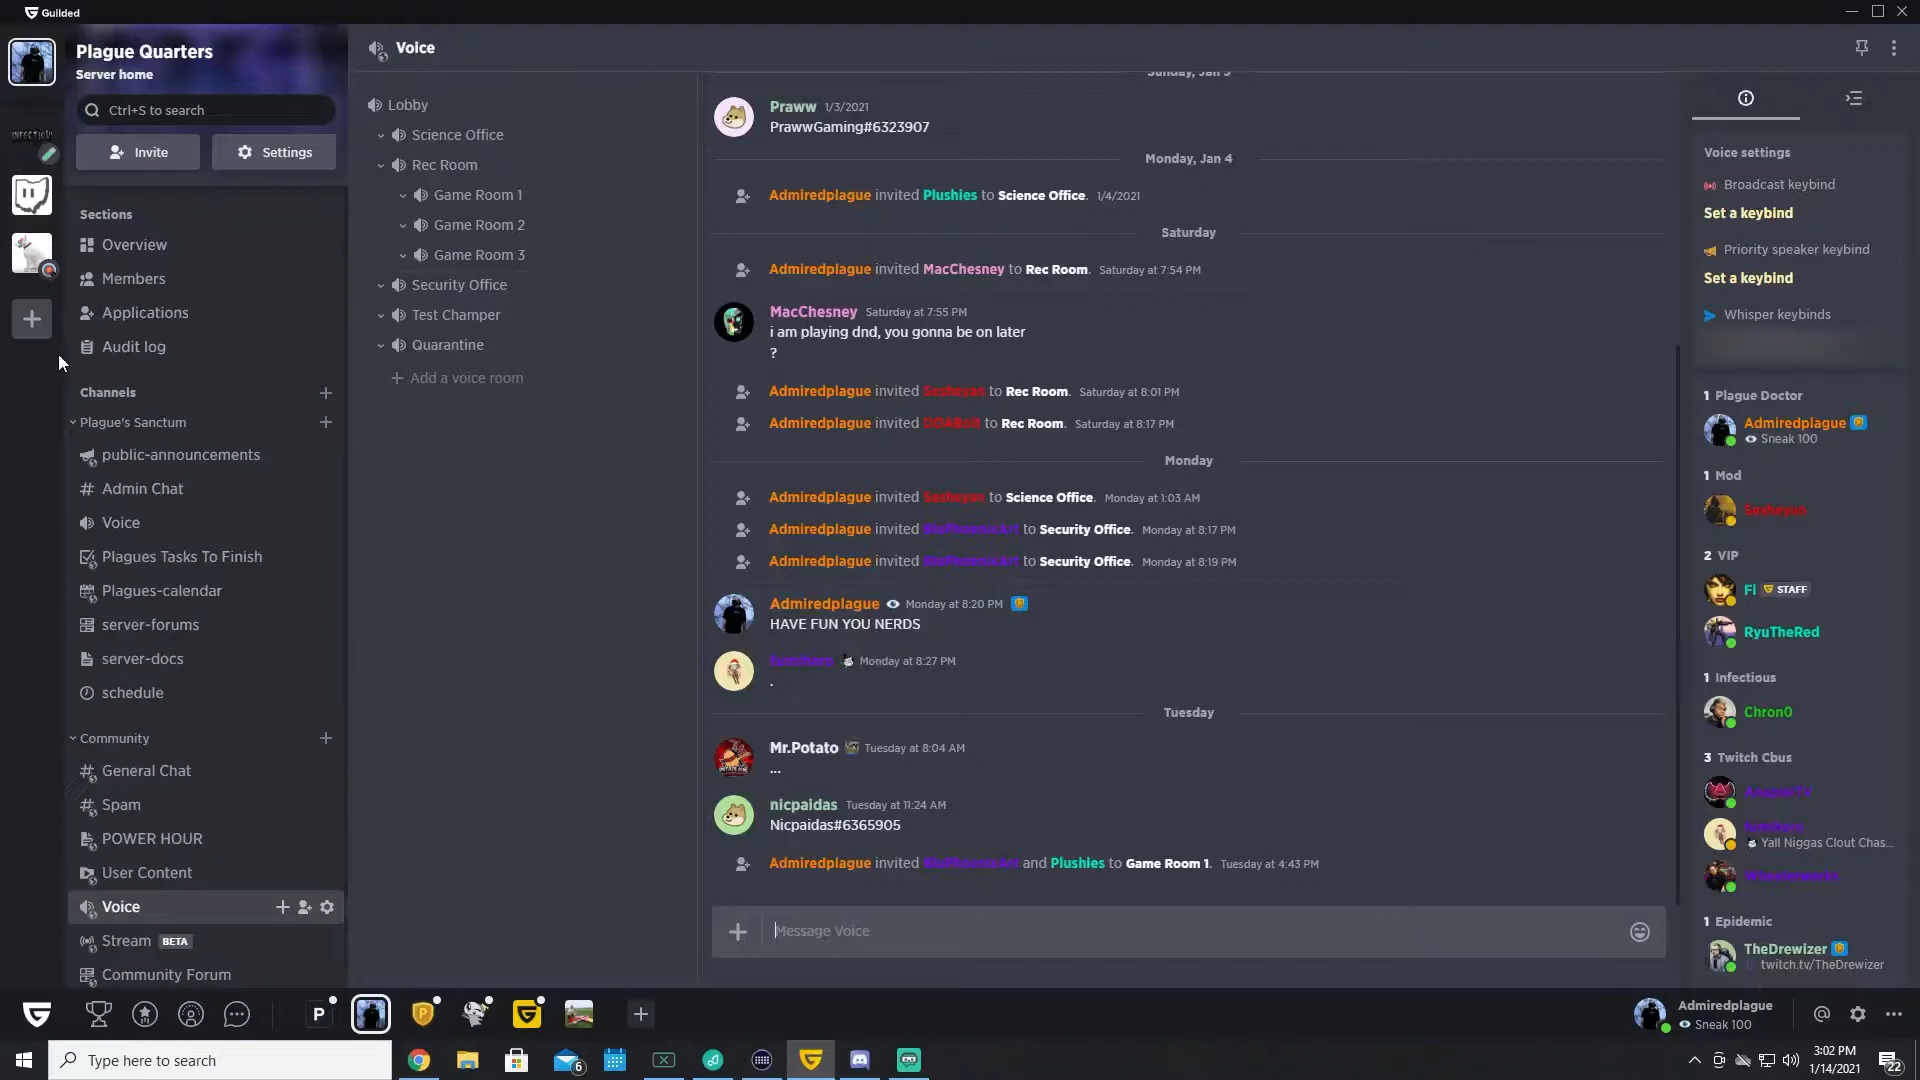 Guilded
Plague Quarters
Server home
Ctrl+S to search
Invite
Settings
Sections
Overview
Members
Applications
Audit log
Channels
Plague's Sanctum
public-announcements
Admin Chat
Voice
Plagues Tasks To Finish
Plagues-calendar
server-forums
server-docs
schedule
Community
General Chat
Spam
POWER HOUR
User Content
Voice
Stream BETA
Community Forum
Voice
Lobby
Science Office
Rec Room
Game Room 1
Game Room 2
Game Room 3
Security Office
Test Champer
Quarantine
Add a voice room
Sunday, Jan 3
Praww 1/3/2021
PrawwGaming#6323907
Monday, Jan 4
Admiredplague invited Plushies to Science Office. 1/4/2021
Saturday
Admiredplague invited MacChesney to Rec Room. Saturday at 7:54 PM
MacChesney Saturday at 7:55 PM
i am playing dnd, you gonna be on later
?
Admiredplague invited to Rec Room. Saturday at 8:01 PM
Admiredplague invited to Rec Room. Saturday at 8:17 PM
Monday
Admiredplague invited to Science Office. Monday at 1:03 AM
Admiredplague invited to Security Office. Monday at 8:17 PM
Admiredplague invited to Security Office. Monday at 8:19 PM
Admiredplague Monday at 8:20 PM
HAVE FUN YOU NERDS
Monday at 8:27 PM
.
Tuesday
Mr.Potato Tuesday at 8:04 AM
...
nicpaidas Tuesday at 11:24 AM
Nicpaidas#6365905
Admiredplague invited and Plushies to Game Room 1. Tuesday at 4:43 PM
Message Voice
Voice settings
Broadcast keybind
Set a keybind
Priority speaker keybind
Set a keybind
Whisper keybinds
1 Plague Doctor
Admiredplague
Sneak 100
1 Mod
2 VIP
Fl STAFF
RyuTheRed
1 Infectious
Chron0
3 Twitch Cbus
Yall Niggas Clout Chas...
1 Epidemic
TheDrewizer
twitch.tv/TheDrewizer
P
Admiredplague
Sneak 100
Type here to search
6
3:02 PM
1/14/2021
22